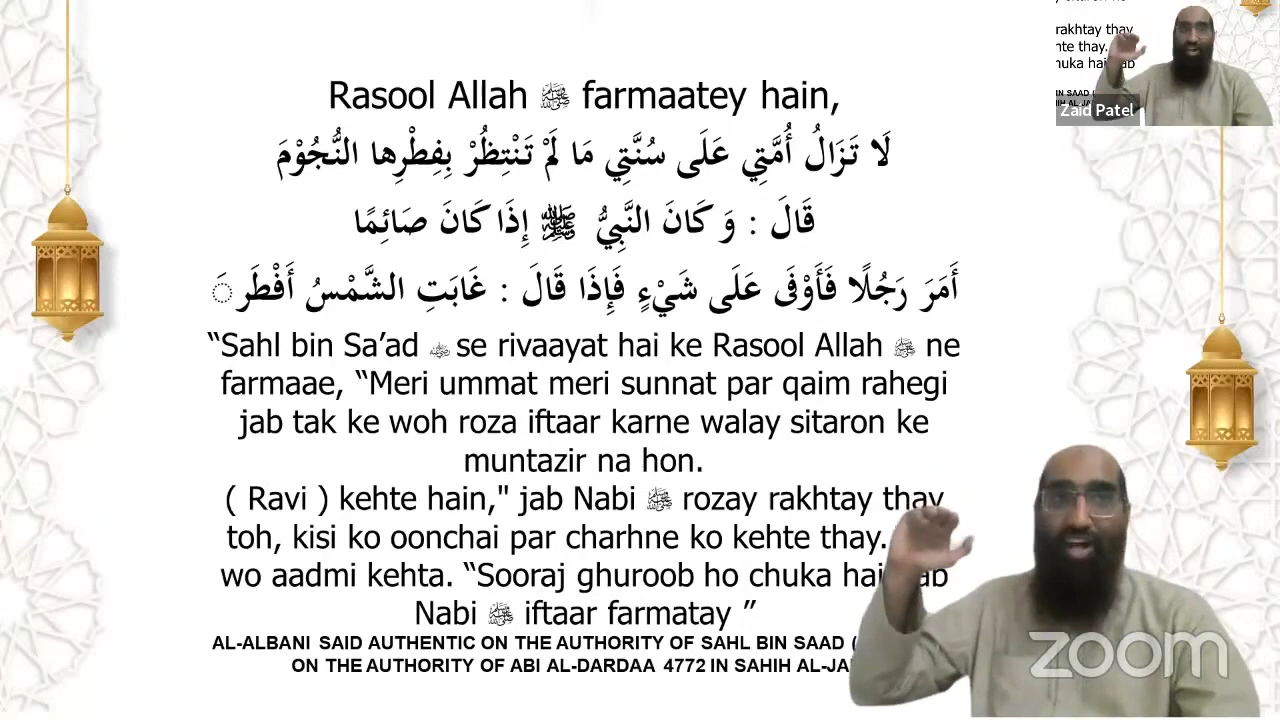 Rasool Allah ﷺ farmaatey hain,
لَا تَزَالُ أُمَّتِي عَلَى سُنَّتِي مَا لَمْ تَنْتِظُرْ بِفِطْرِها النُّجُوْمَ
قَالَ : وَ كَانَ النَّبِيُّ ﷺ إِذَا كَانَ صَائِمًا
أَمَرَ رَجُلًا فَأَوْفَى عَلَى شَيْءٍ فَإِذَا قَالَ : غَابَتِ الشَّمْسُ أَفْطَرَ
“Sahl bin Sa’ad se rivaayat hai ke Rasool Allah ﷺ ne
farmaae, “Meri ummat meri sunnat par qaim rahegi
jab tak ke woh roza iftaar karne walay sitaron ke
muntazir na hon.
( Ravi ) kehte hain," jab Nabi ﷺ rozay rakhtay thay
toh, kisi ko oonchai par charhne ko kehte thay.
wo aadmi kehta. “Sooraj ghuroob ho chuka hai
Nabi ﷺ iftaar farmatay ”
AL-ALBANI SAID AUTHENTIC ON THE AUTHORITY OF SAHL BIN SAAD (
ON THE AUTHORITY OF ABI AL-DARDAA 4772 IN SAHIH AL-JA
rakhtay thay
hte thay.
huka hai
IN SAAD (
Zaid Patel
zoom